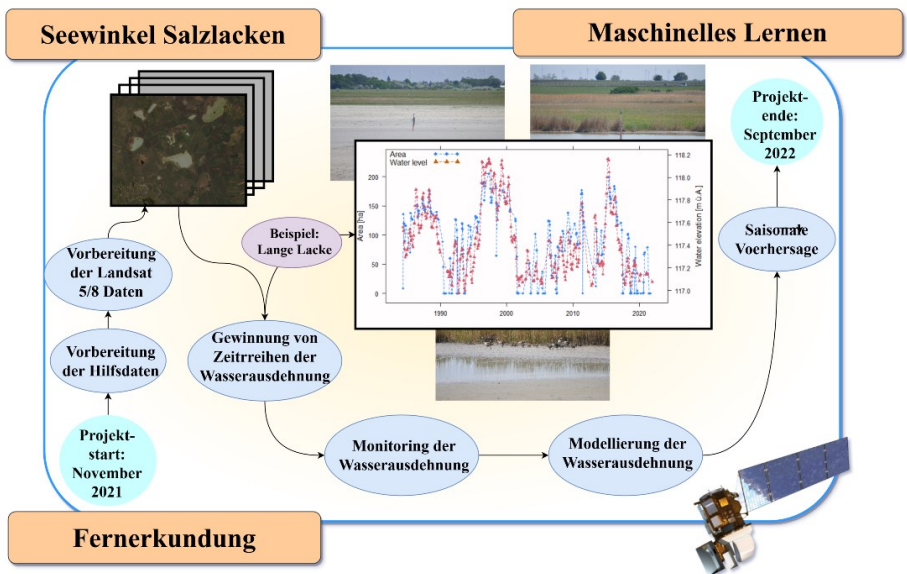 Seewinkel Salzlacken
Maschinelles Lernen
Projekt-
ende:
September
2022
Saisonale
Voerhersage
Beispiel:
Lange Lacke
Area
Water level
Area [ha]
200
150
100
50
0
1990
2000
2010
2020
118.2
118.0
117.8
117.6
117.4
117.2
117.0
Water elevation [m ü.A.]
Vorbereitung
der Landsat
5/8 Daten
Vorbereitung
der Hilfsdaten
Projekt-
start:
November
2021
Gewinnung von
Zeitrreihen der
Wasserausdehnung
Monitoring der
Wasserausdehnung
Modellierung der
Wasserausdehnung
Fernerkundung